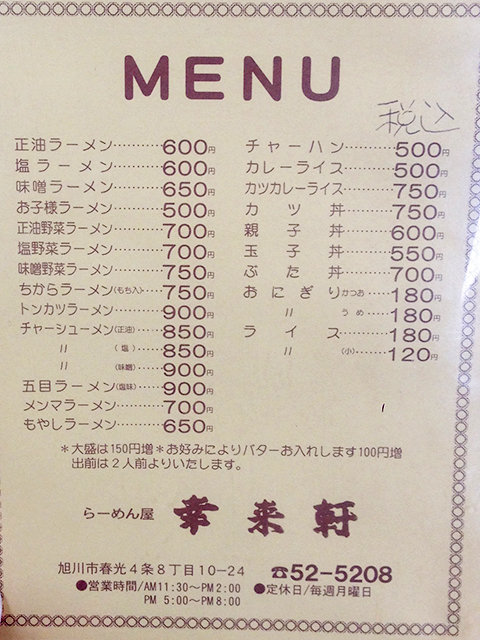 MENU
税込
正油ラーメン………600円
塩ラーメン………600円
味噌ラーメン………650円
お子様ラーメン………500円
正油野菜ラーメン………700円
塩野菜ラーメン………700円
味噌野菜ラーメン………750円
ちからラーメン(もち入)……750円
トンカツラーメン………900円
チャーシューメン(正油)……850円
〃 (塩)……850円
〃 (味噌)……900円
五目ラーメン(塩味)……900円
メンマラーメン………700円
もやしラーメン………650円
チャーハン………500円
カレーライス………500円
カツカレーライス………750円
カツ丼………750円
親子丼………600円
玉子丼………550円
ぶた丼………700円
おにぎりかつお……180円
〃 うめ……180円
ライス………180円
〃 (小)……120円
＊大盛は150円増＊お好みによりバターお入れします100円増
出前は２人前よりいたします。
らーめん屋 幸来軒
旭川市春光４条８丁目10－24 ☎52-5208
●営業時間/AM11:30～PM2:00 ●定休日/毎週月曜日
PM 5:00～PM8:00